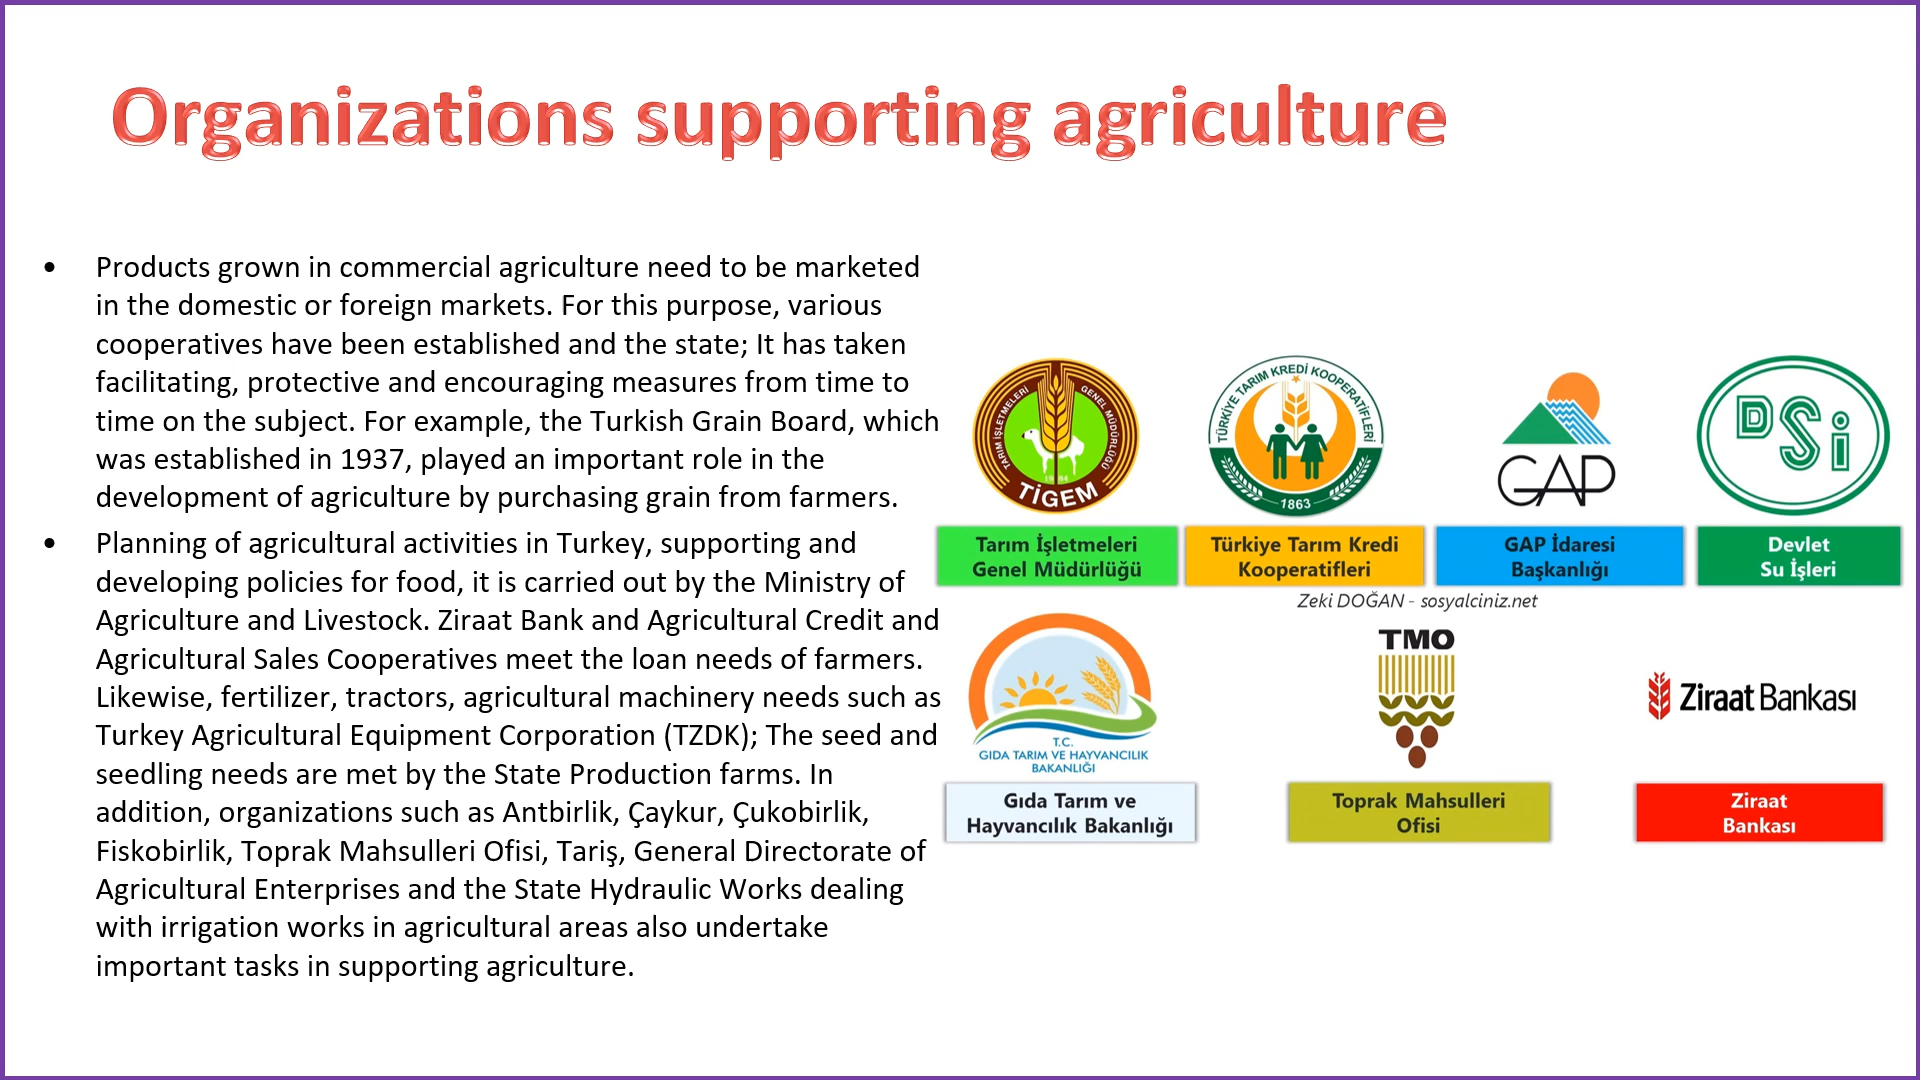 Organizations supporting agriculture
• Products grown in commercial agriculture need to be marketed
in the domestic or foreign markets. For this purpose, various
cooperatives have been established and the state; It has taken
facilitating, protective and encouraging measures from time to
time on the subject. For example, the Turkish Grain Board, which
was established in 1937, played an important role in the
development of agriculture by purchasing grain from farmers.
• Planning of agricultural activities in Turkey, supporting and
developing policies for food, it is carried out by the Ministry of
Agriculture and Livestock. Ziraat Bank and Agricultural Credit and
Agricultural Sales Cooperatives meet the loan needs of farmers.
Likewise, fertilizer, tractors, agricultural machinery needs such as
Turkey Agricultural Equipment Corporation (TZDK); The seed and
seedling needs are met by the State Production farms. In
addition, organizations such as Antbirlik, Çaykur, Çukobirlik,
Fiskobirlik, Toprak Mahsulleri Ofisi, Tariş, General Directorate of
Agricultural Enterprises and the State Hydraulic Works dealing
with irrigation works in agricultural areas also undertake
important tasks in supporting agriculture.
TARIM İŞLETMELERİ GENEL MÜDÜRLÜĞÜ
TİGEM
TÜRKİYE TARIM KREDİ KOOPERATİFLERİ
1863
GAP
DSİ
Tarım İşletmeleri
Genel Müdürlüğü
Türkiye Tarım Kredi
Kooperatifleri
GAP İdaresi
Başkanlığı
Devlet
Su İşleri
Zeki DOĞAN - sosyalciniz.net
T.C.
GIDA TARIM VE HAYVANCILIK
BAKANLIĞI
TMO
Ziraat Bankası
Gıda Tarım ve
Hayvancılık Bakanlığı
Toprak Mahsulleri
Ofisi
Ziraat
Bankası